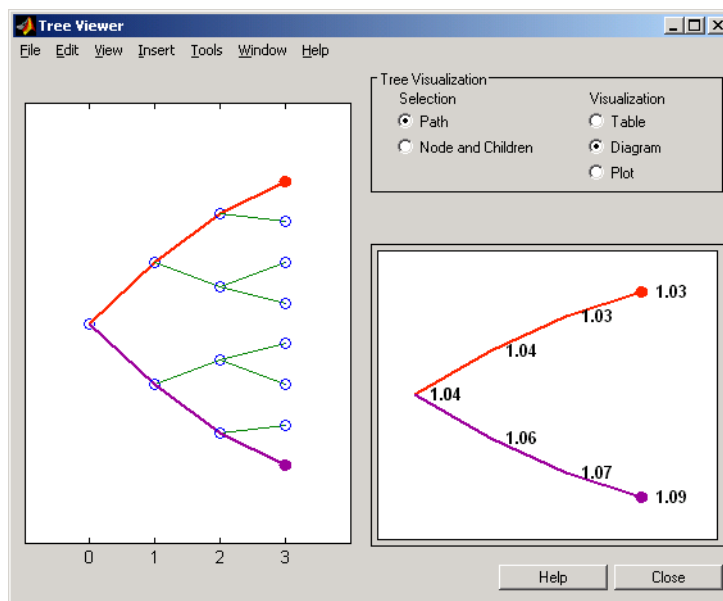 Tree Viewer
File Edit View Insert Tools Window Help
Tree Visualization
Selection
Path
Node and Children
Visualization
Table
Diagram
Plot
0 1 2 3
1.03
1.03
1.04
1.04
1.06
1.07
1.09
Help Close